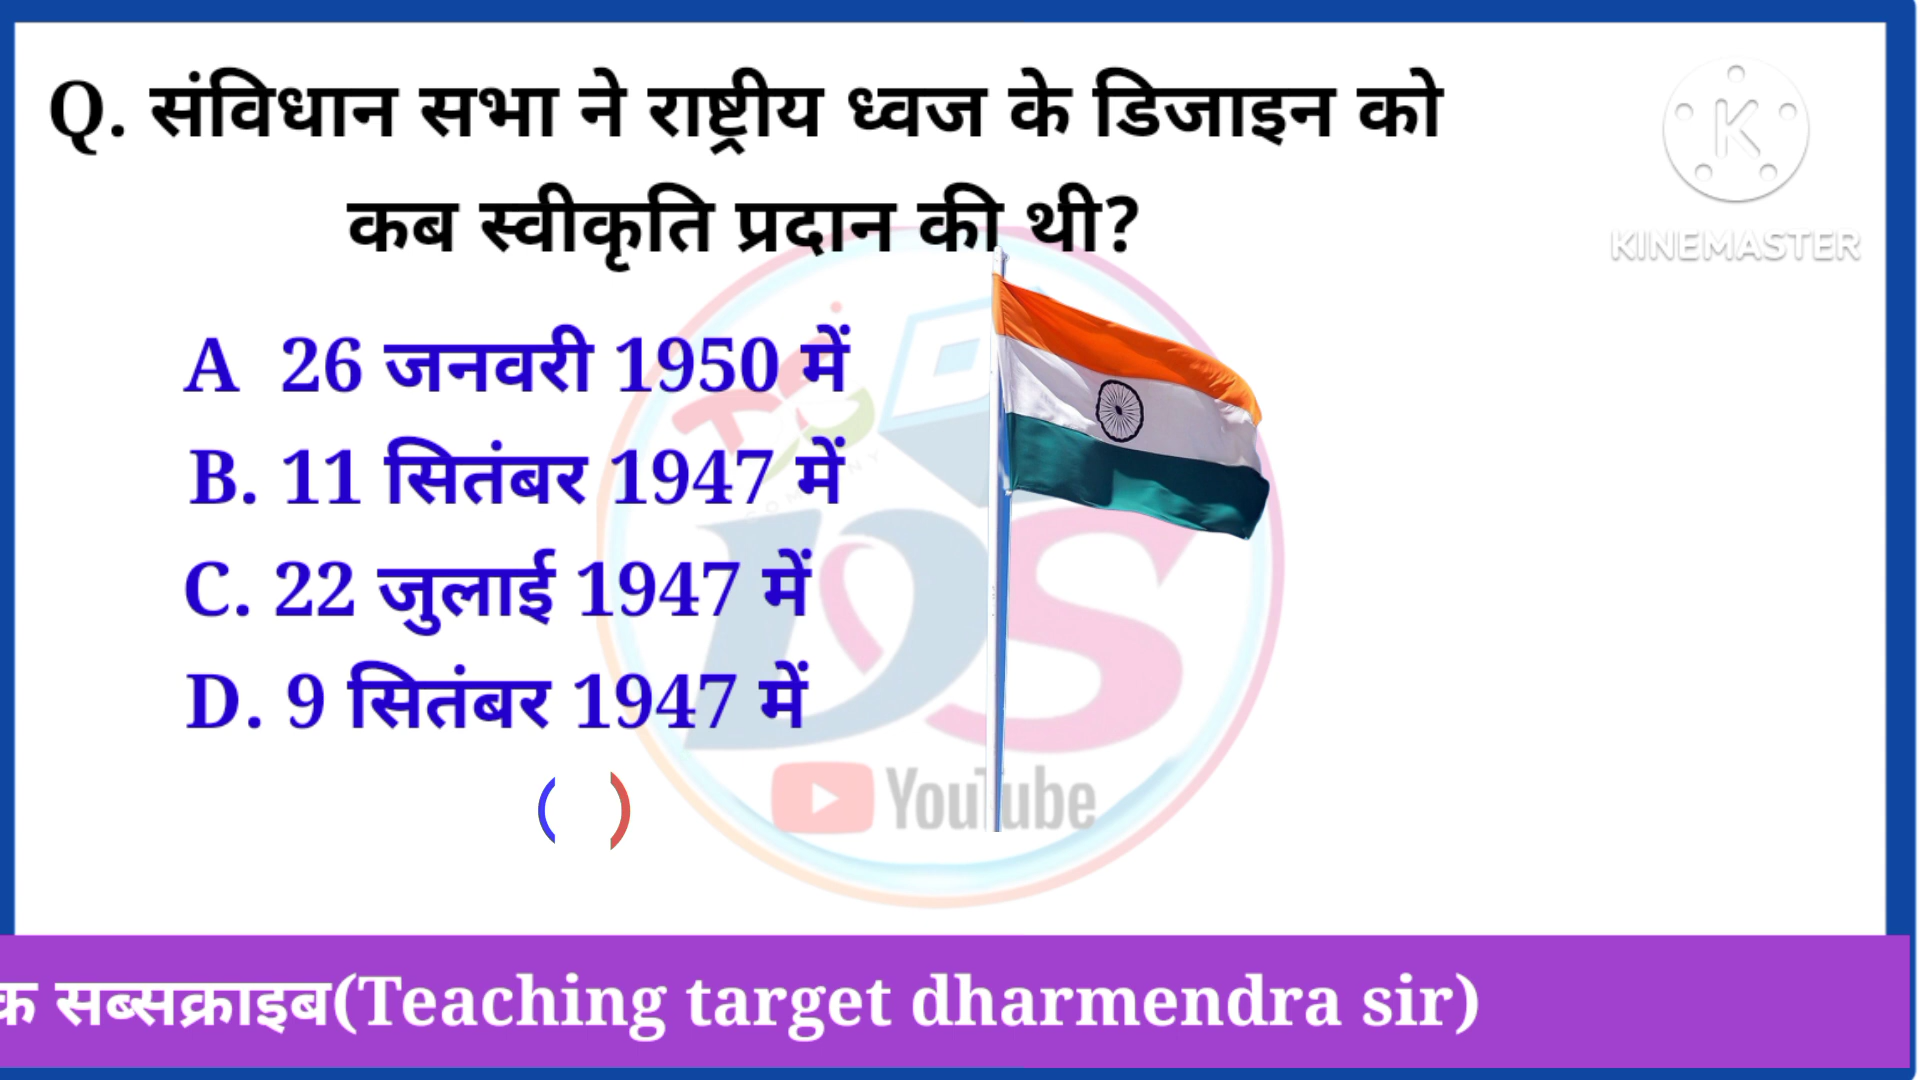 Q. संविधान सभा ने राष्ट्रीय ध्वज के डिजाइन को
कब स्वीकृति प्रदान की थी?
A 26 जनवरी 1950 में
B. 11 सितंबर 1947 में
C. 22 जुलाई 1947 में
D. 9 सितंबर 1947 में
( )
K
KINEMASTER
DS
YouTube
क सब्सक्राइब(Teaching target dharmendra sir)